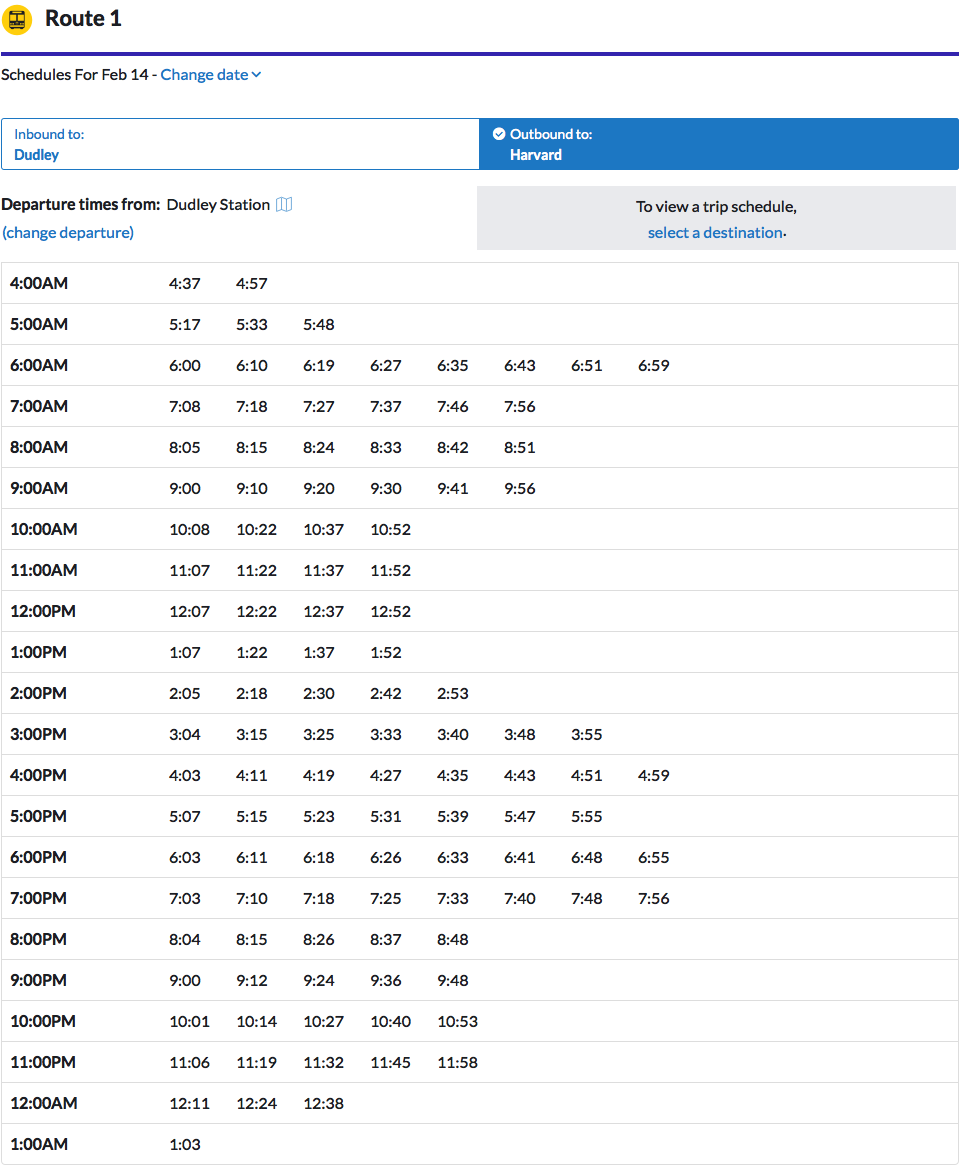 Route 1
Schedules For Feb 14 - Change date
Inbound to:
Dudley
Outbound to:
Harvard
Departure times from: Dudley Station
(change departure)
To view a trip schedule,
select a destination.
4:00AM 4:37 4:57
5:00AM 5:17 5:33 5:48
6:00AM 6:00 6:10 6:19 6:27 6:35 6:43 6:51 6:59
7:00AM 7:08 7:18 7:27 7:37 7:46 7:56
8:00AM 8:05 8:15 8:24 8:33 8:42 8:51
9:00AM 9:00 9:10 9:20 9:30 9:41 9:56
10:00AM 10:08 10:22 10:37 10:52
11:00AM 11:07 11:22 11:37 11:52
12:00PM 12:07 12:22 12:37 12:52
1:00PM 1:07 1:22 1:37 1:52
2:00PM 2:05 2:18 2:30 2:42 2:53
3:00PM 3:04 3:15 3:25 3:33 3:40 3:48 3:55
4:00PM 4:03 4:11 4:19 4:27 4:35 4:43 4:51 4:59
5:00PM 5:07 5:15 5:23 5:31 5:39 5:47 5:55
6:00PM 6:03 6:11 6:18 6:26 6:33 6:41 6:48 6:55
7:00PM 7:03 7:10 7:18 7:25 7:33 7:40 7:48 7:56
8:00PM 8:04 8:15 8:26 8:37 8:48
9:00PM 9:00 9:12 9:24 9:36 9:48
10:00PM 10:01 10:14 10:27 10:40 10:53
11:00PM 11:06 11:19 11:32 11:45 11:58
12:00AM 12:11 12:24 12:38
1:00AM 1:03